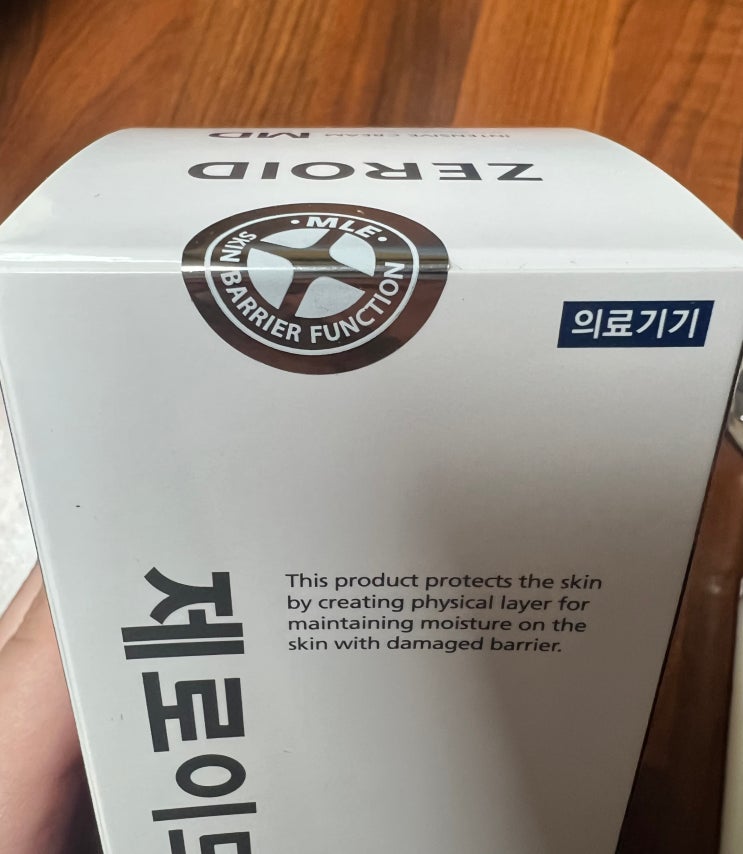 INTENSIVE CREAM MD
ZEROID
• MLE •
SKIN BARRIER FUNCTION
의료기기
This product protects the skin
by creating physical layer for
maintaining moisture on the
skin with damaged barrier.
제로이드